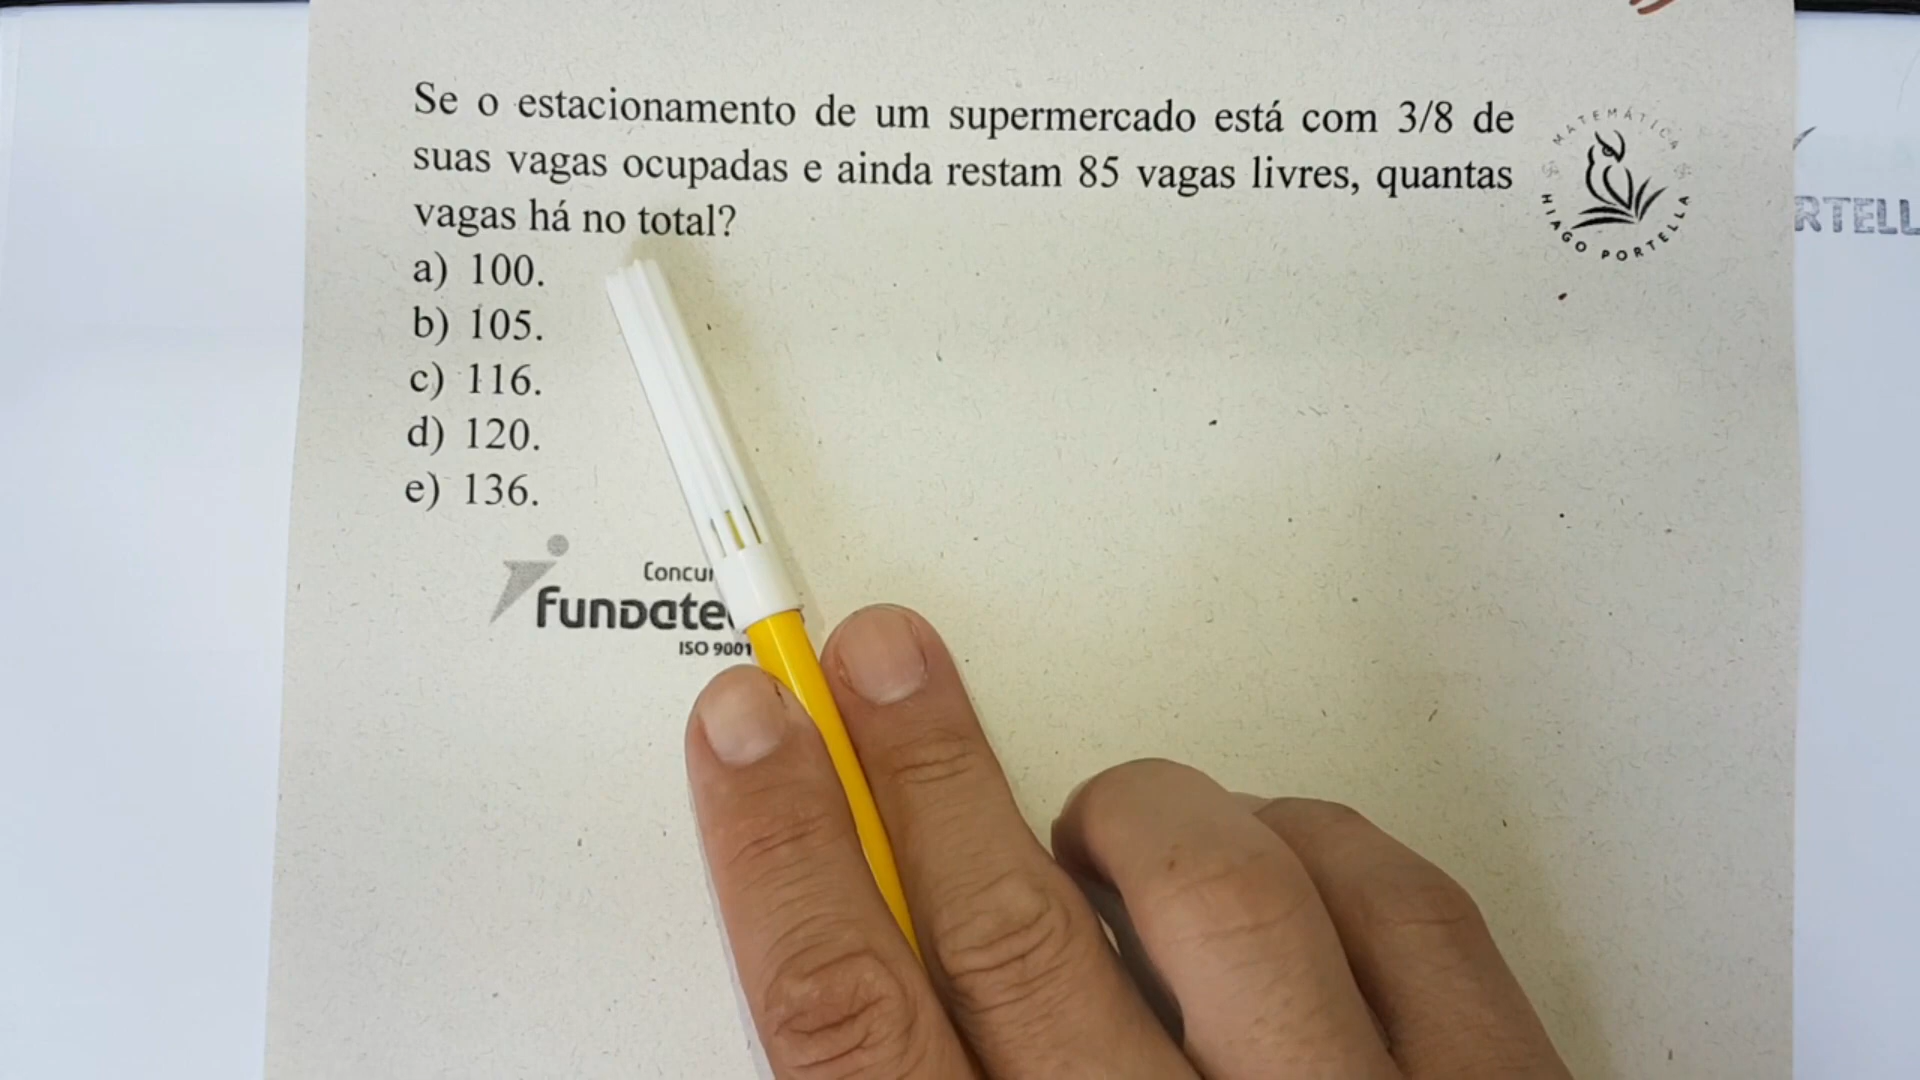 Se o estacionamento de um supermercado está com 3/8 de
suas vagas ocupadas e ainda restam 85 vagas livres, quantas
vagas há no total?
a) 100.
b) 105.
c) 116.
d) 120.
e) 136.
MATEMÁTICA
HIAGO PORTELLA
RTELL
Concur
FUNDATE
ISO 9001